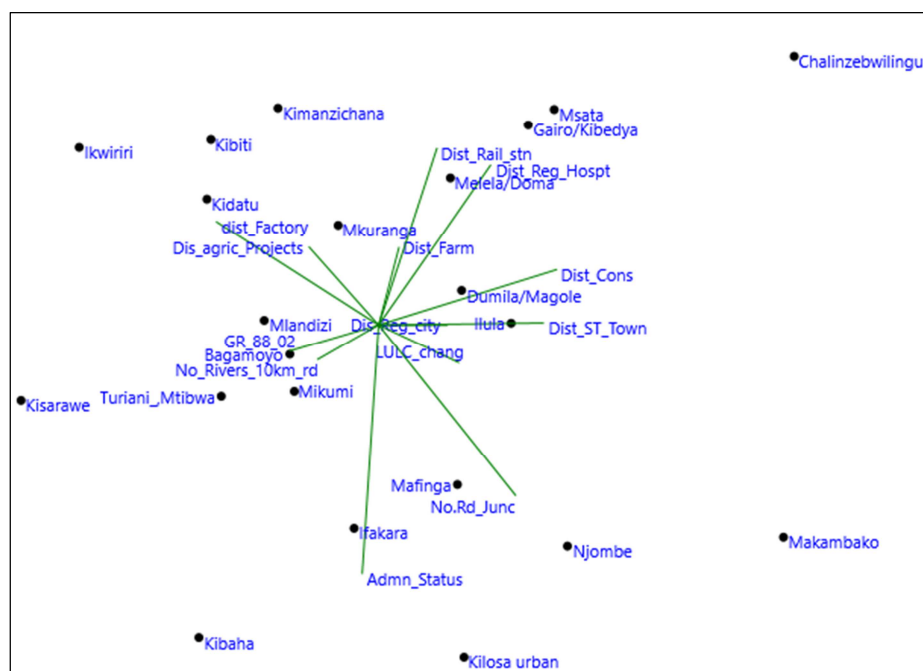 Chalinzebwilingu
Kimanzichana
Msata
Gairo/Kibedya
Kibiti
Ikwiriri
Dist_Rail_stn
Dist_Reg_Hospt
Melela/Doma
Kidatu
dist_Factory
Mkuranga
Dis_agric_Projects
Dist_Farm
Dist_Cons
Dumila/Magole
Mlandizi
Dis_Reg_city
Ilula
Dist_ST_Town
GR_88_02
Bagamoyo
LULC_chang
No_Rivers_10km_rd
Mikumi
Turiani_,Mtibwa
Kisarawe
Mafinga
No.Rd_Junc
Ifakara
Njombe
Makambako
Admn_Status
Kibaha
Kilosa urban